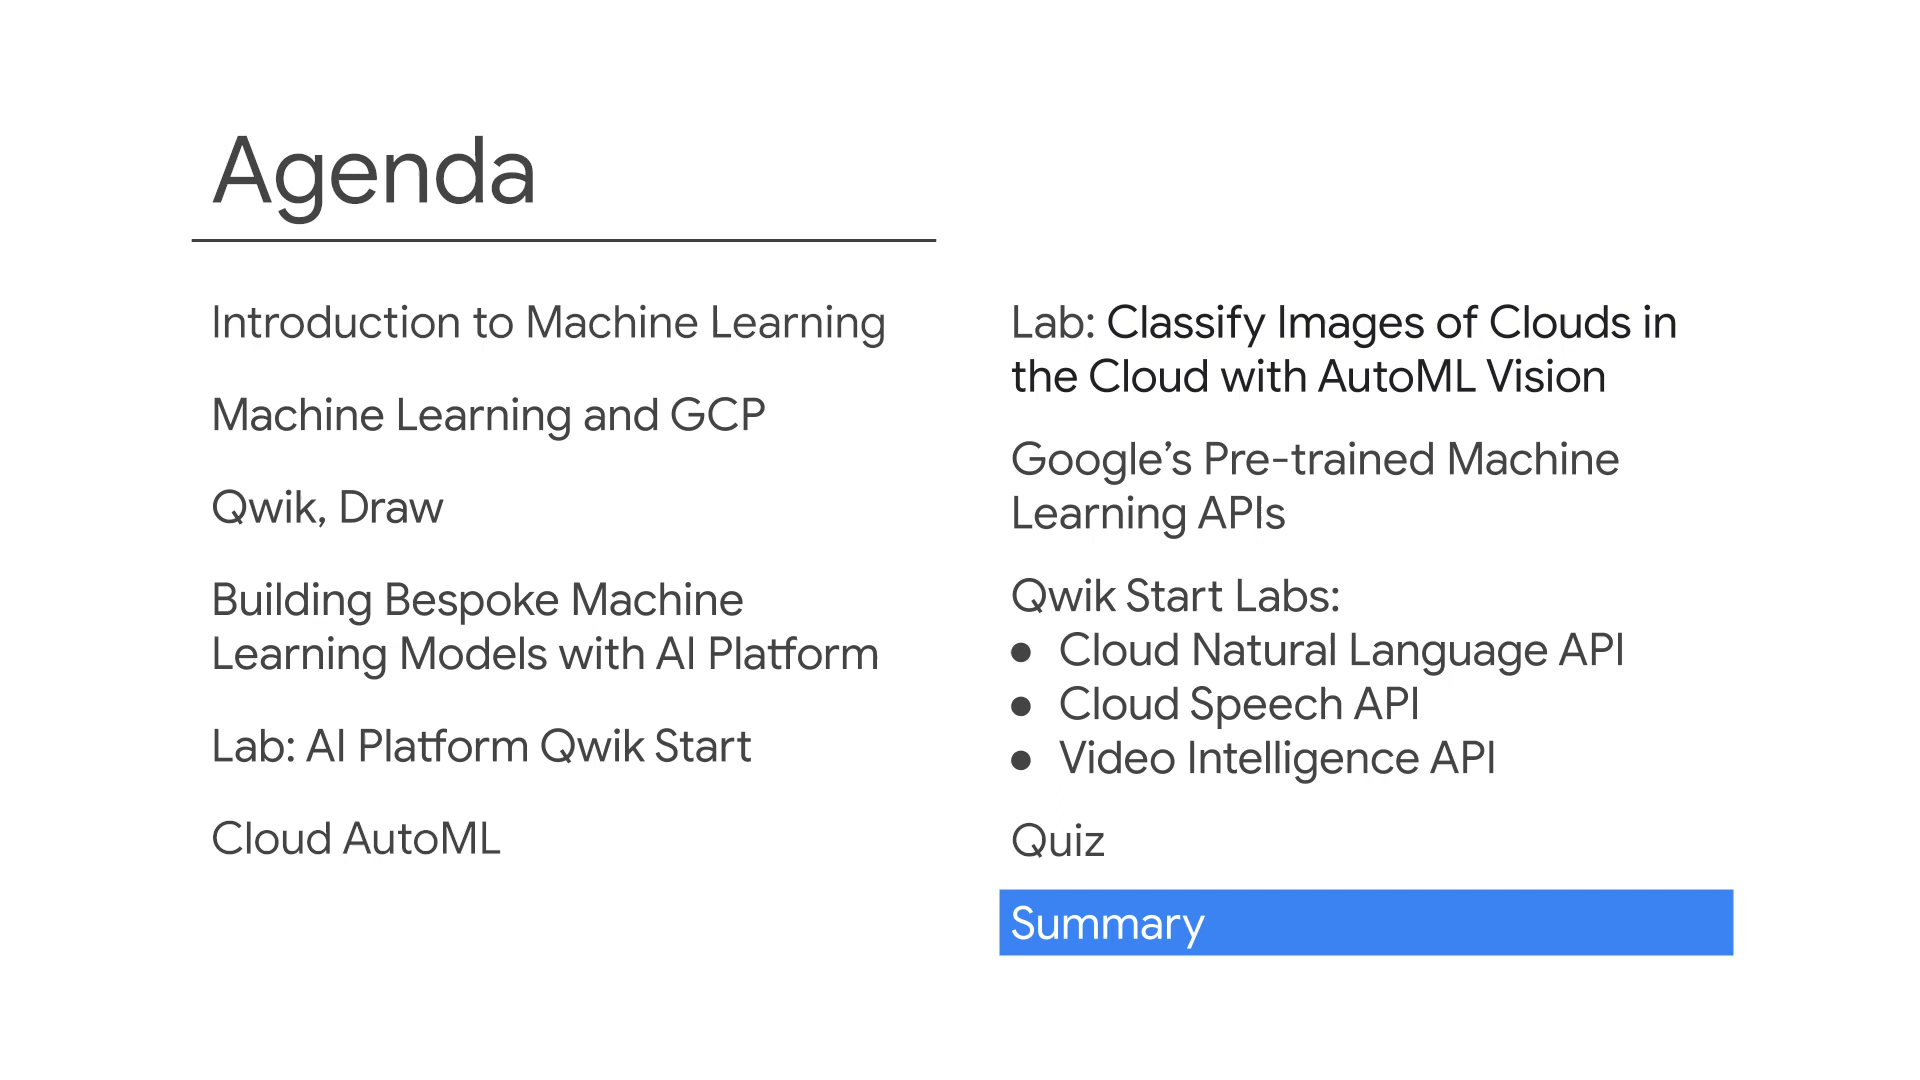 Agenda
Introduction to Machine Learning
Machine Learning and GCP
Qwik, Draw
Building Bespoke Machine
Learning Models with AI Platform
Lab: AI Platform Qwik Start
Cloud AutoML
Lab: Classify Images of Clouds in
the Cloud with AutoML Vision
Google’s Pre-trained Machine
Learning APIs
Qwik Start Labs:
● Cloud Natural Language API
● Cloud Speech API
● Video Intelligence API
Quiz
Summary